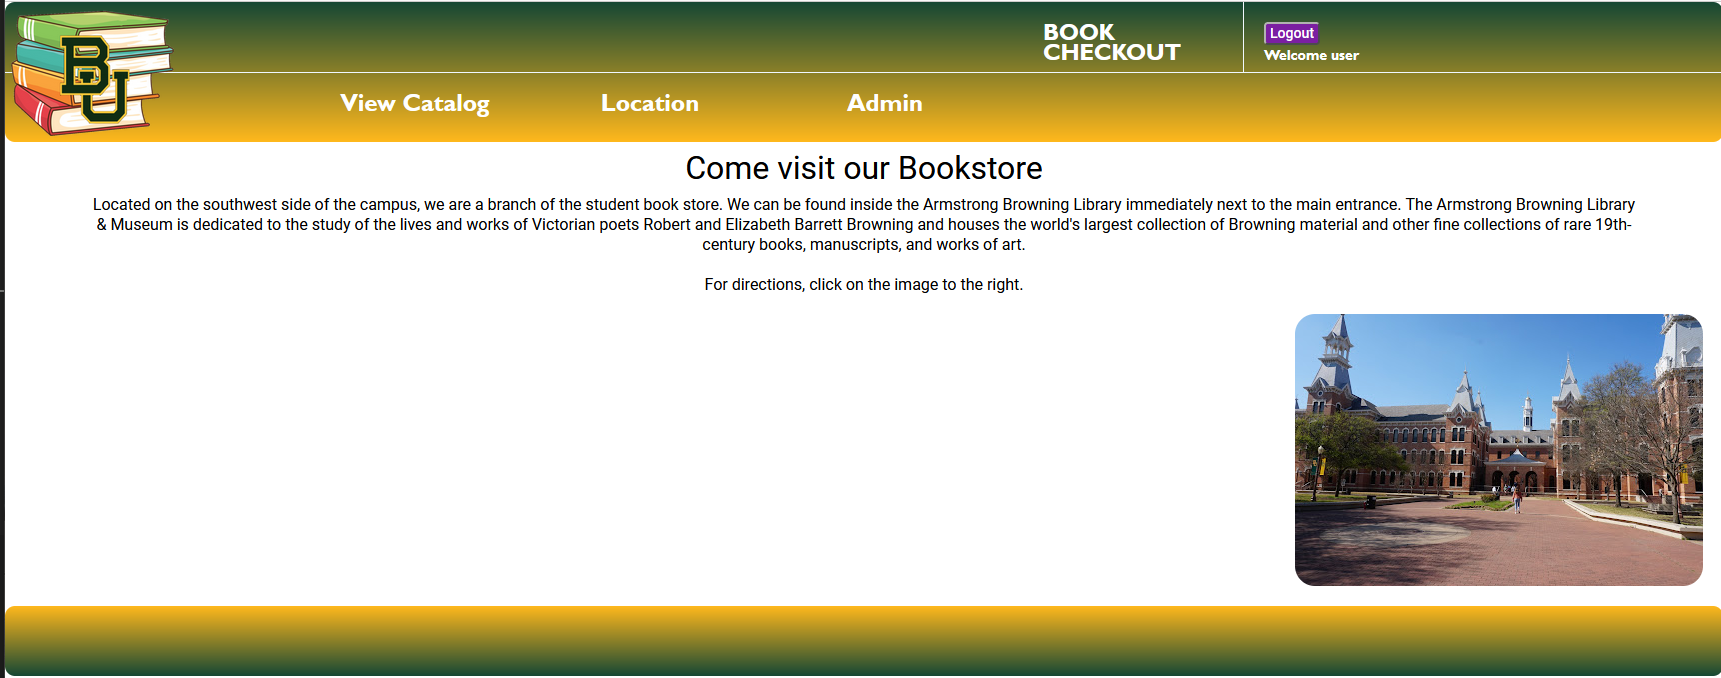 BU
BOOK
CHECKOUT
Logout
Welcome user
View Catalog
Location
Admin
Come visit our Bookstore
Located on the southwest side of the campus, we are a branch of the student book store. We can be found inside the Armstrong Browning Library immediately next to the main entrance. The Armstrong Browning Library
& Museum is dedicated to the study of the lives and works of Victorian poets Robert and Elizabeth Barrett Browning and houses the world's largest collection of Browning material and other fine collections of rare 19th-
century books, manuscripts, and works of art.
For directions, click on the image to the right.